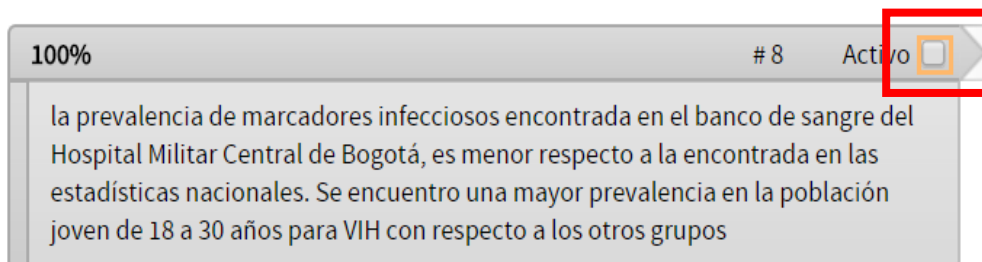 100% # 8 Activo
la prevalencia de marcadores infecciosos encontrada en el banco de sangre del
Hospital Militar Central de Bogotá, es menor respecto a la encontrada en las
estadísticas nacionales. Se encuentro una mayor prevalencia en la población
joven de 18 a 30 años para VIH con respecto a los otros grupos